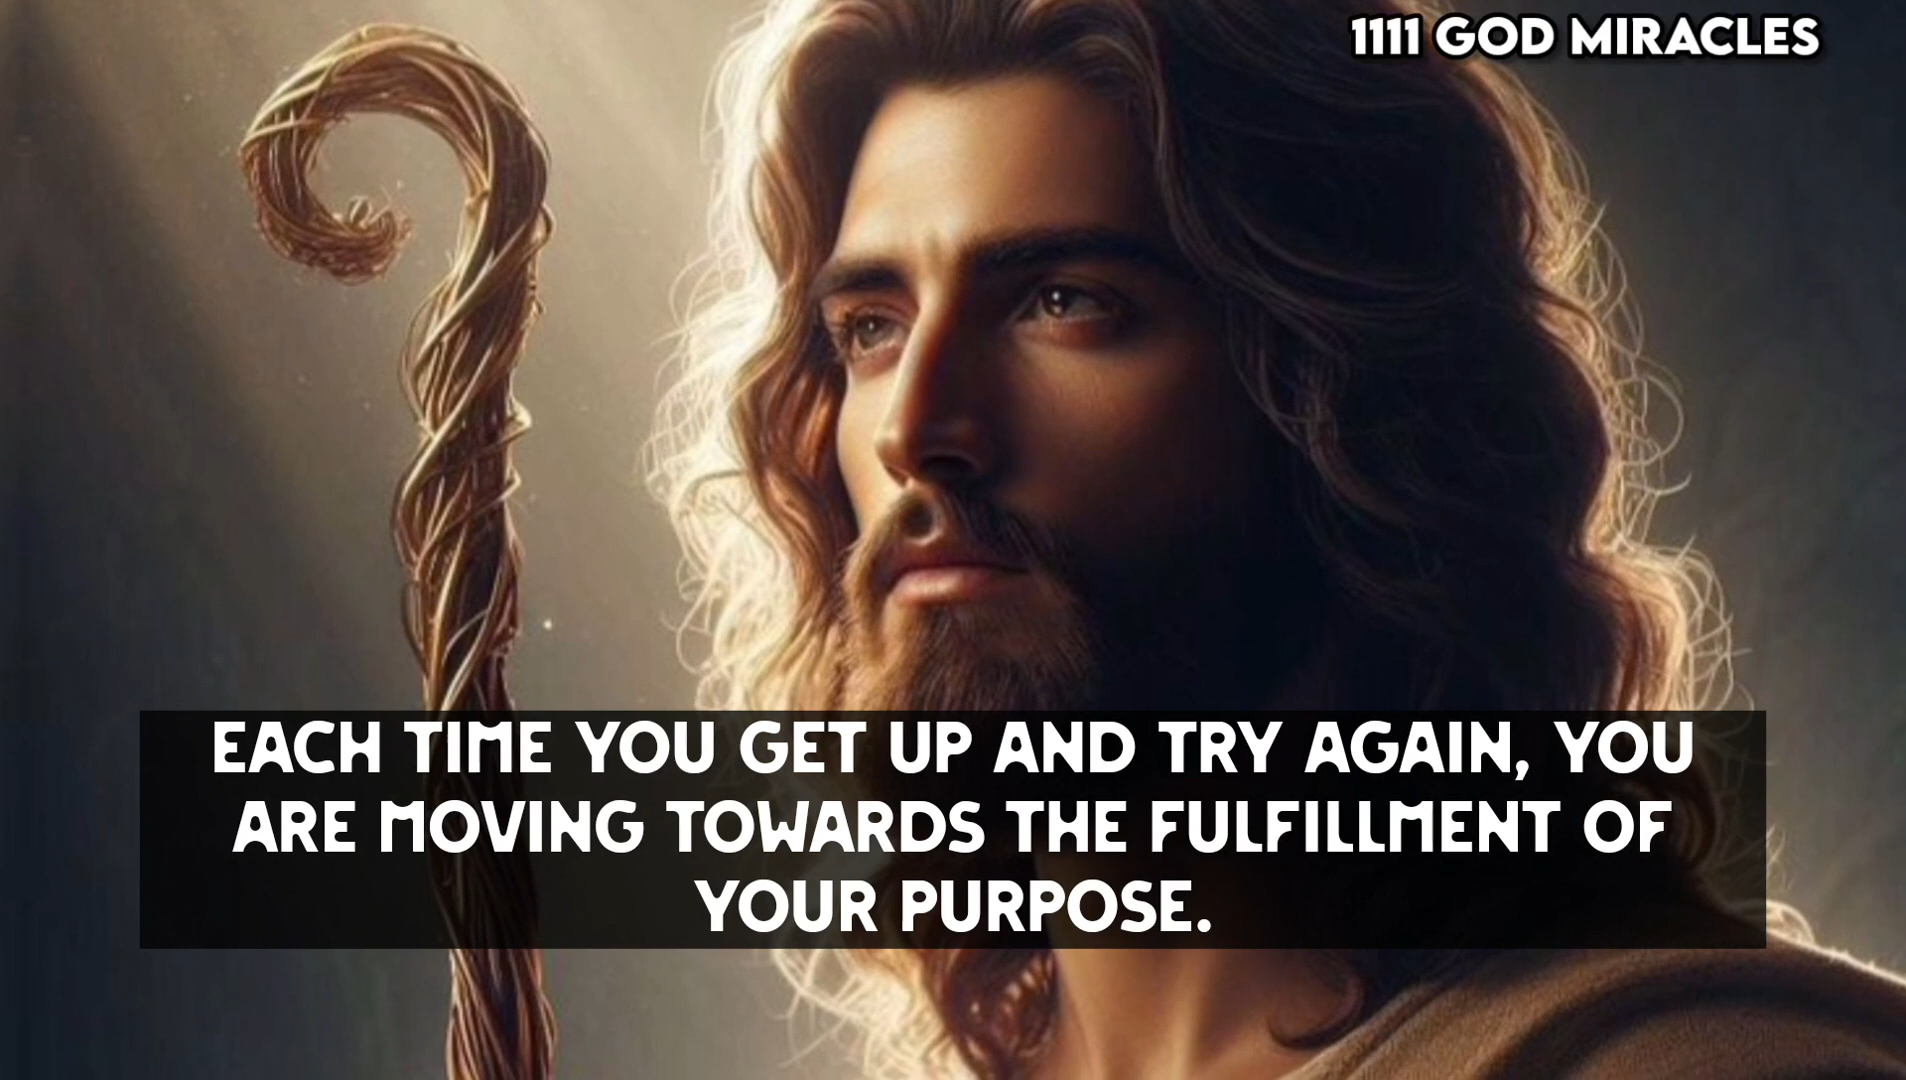 1111 GOD MIRACLES
EACH TIME YOU GET UP AND TRY AGAIN, YOU
ARE MOVING TOWARDS THE FULFILLMENT OF
YOUR PURPOSE.